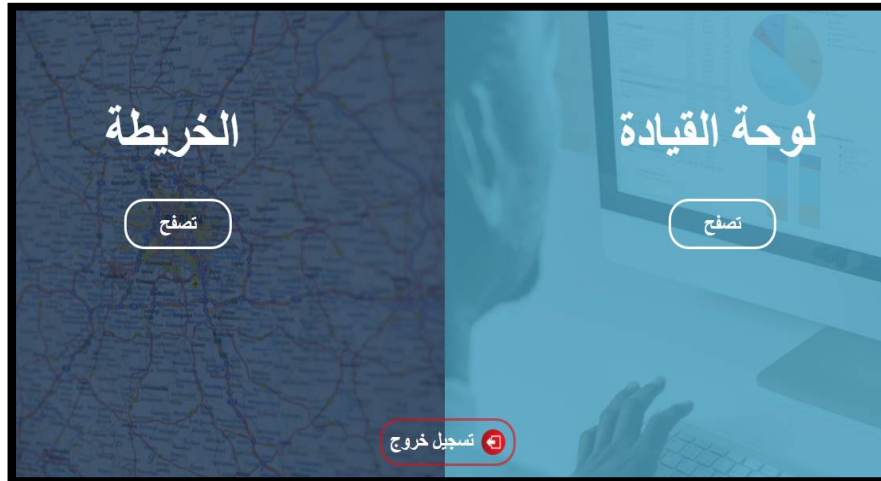 لوحة القيادة
تصفح
الخريطة
تصفح
تسجيل خروج